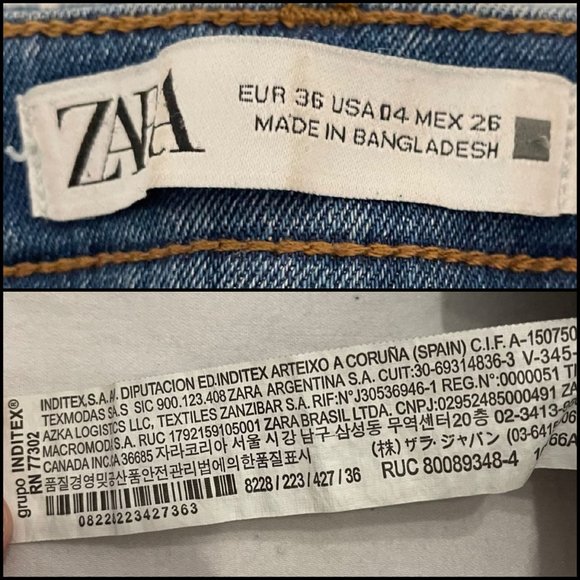 ZARA
EUR 36 USA 04 MEX 26
MADE IN BANGLADESH
grupo INDITEX®
RN 77302
INDITEX.S.A. DIPUTACION ED.INDITEX ARTEIXO A CORUÑA (SPAIN) C.I.F. A-150750
TEXMODAS SAS SIC 900.123.408 ZARA ARGENTINA S.A. CUIT:30-69314836-3 V-345-
AZKA LOGISTICS LLC, TEXTILES ZANZIBAR S.A. RIF:N°J30536946-1 REG.N°:0000051
MACROMODA S.A. RUC 1792159105001 ZARA BRASIL LTDA. CNPJ:02952485000491
CANADA INC. 36685 자라코리아 서울시 강남구 삼성동 무역센타20층 02-3413-98
품질경영및공산품안전관리법에의한품질표시 (株) ザラ・ジャパン (03-641
8228/223/427/36 RUC 80089348-4
08228223427363